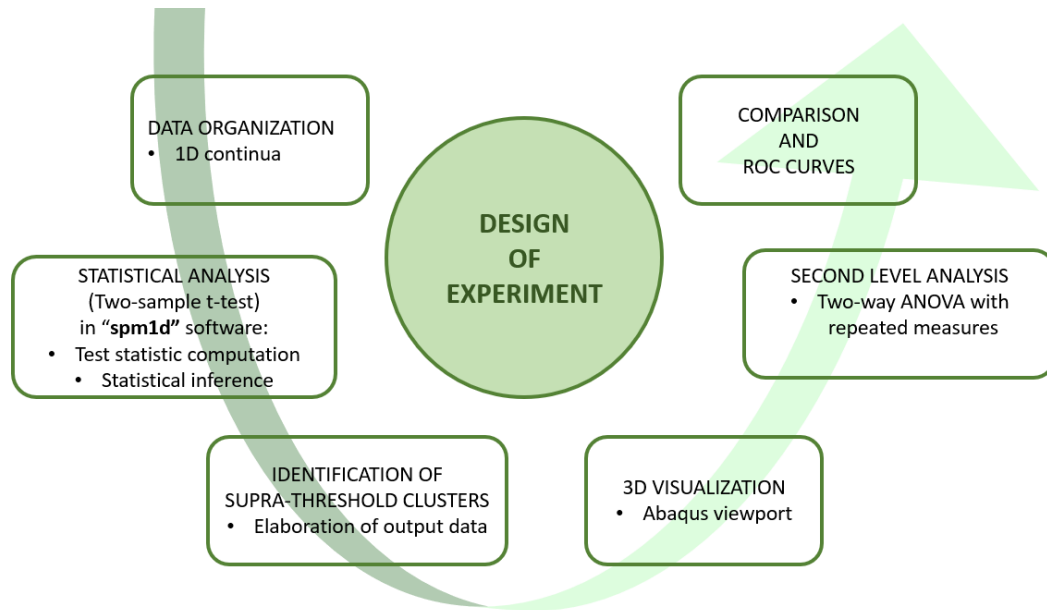 DATA ORGANIZATION
• 1D continua
STATISTICAL ANALYSIS
(Two-sample t-test)
in “spm1d” software:
• Test statistic computation
• Statistical inference
IDENTIFICATION OF
SUPRA-THRESHOLD CLUSTERS
• Elaboration of output data
DESIGN
OF
EXPERIMENT
3D VISUALIZATION
• Abaqus viewport
SECOND LEVEL ANALYSIS
• Two-way ANOVA with
repeated measures
COMPARISON
AND
ROC CURVES